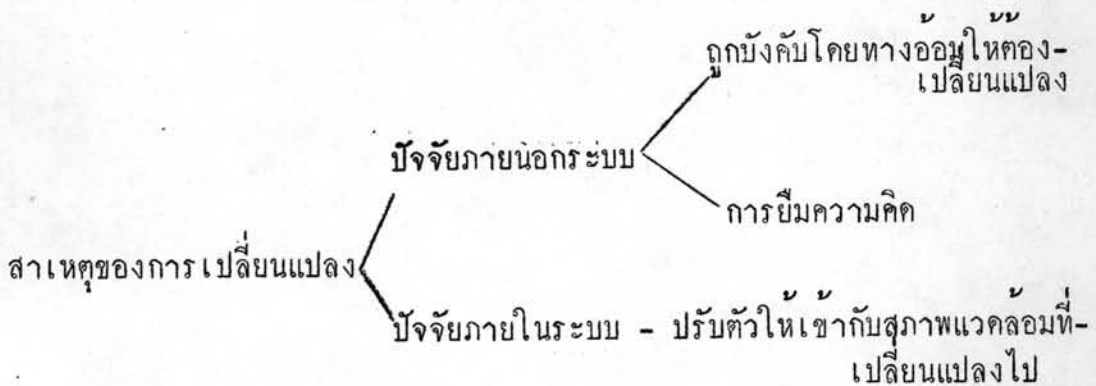 ถูกบังคับโดยทางอ้อมให้ต้อง-
เปลี่ยนแปลง
ปัจจัยภายนอกระบบ
การยืมความคิด
สาเหตุของการเปลี่ยนแปลง
ปัจจัยภายในระบบ - ปรับตัวให้เข้ากับสภาพแวดล้อมที่-
เปลี่ยนแปลงไป